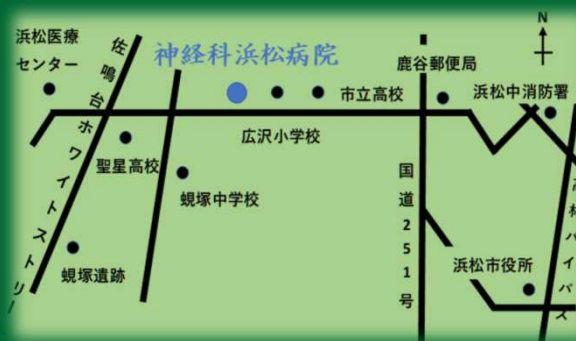 N
浜松医療
センター
佐鳴台ホワイトストリー
神経科浜松病院
鹿谷郵便局
浜松中消防署
市立高校
広沢小学校
聖星高校
蜆塚中学校
国道251号
高林バイパス
蜆塚遺跡
浜松市役所